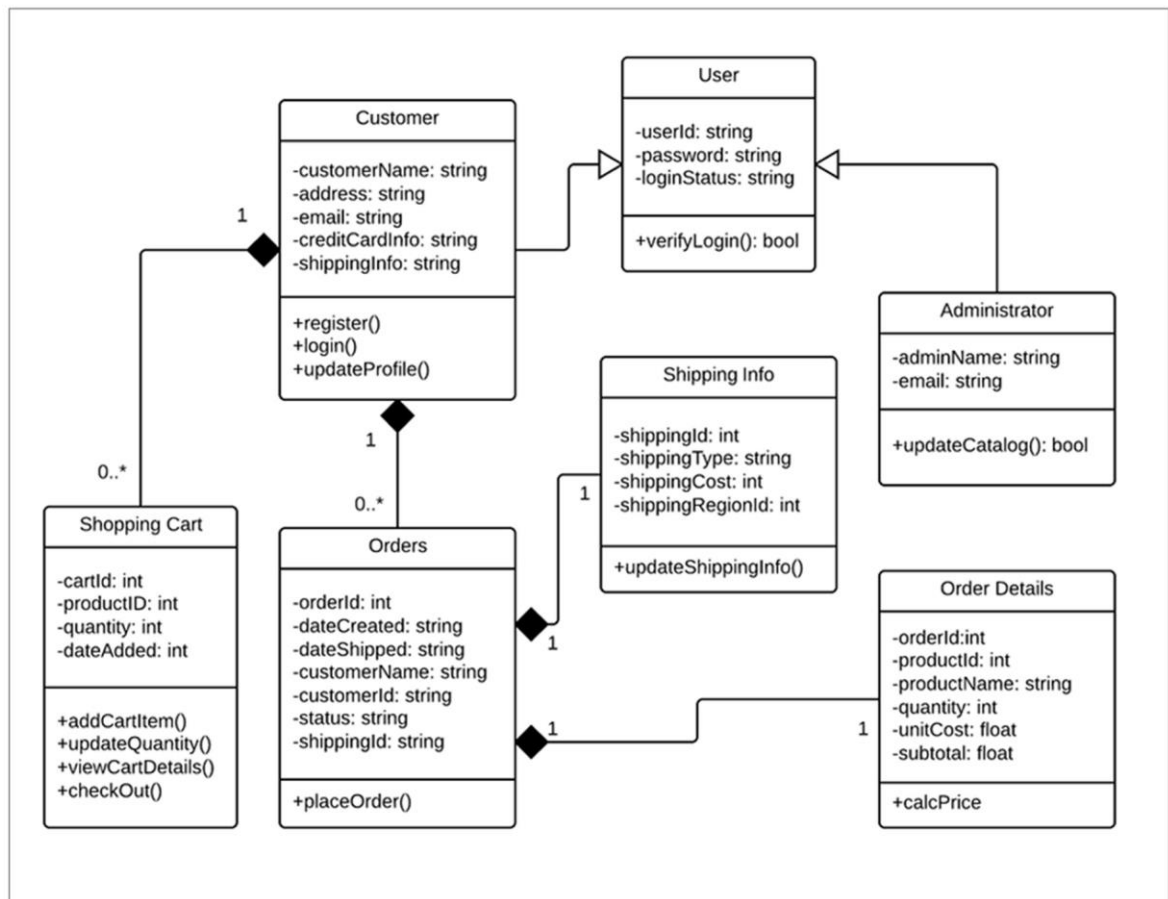 User
-userId: string
-password: string
-loginStatus: string
+verifyLogin(): bool
Customer
-customerName: string
-address: string
-email: string
-creditCardInfo: string
-shippingInfo: string
+register()
+login()
+updateProfile()
1
0..*
1
0..*
Administrator
-adminName: string
-email: string
+updateCatalog(): bool
Shipping Info
-shippingId: int
-shippingType: string
-shippingCost: int
-shippingRegionId: int
+updateShippingInfo()
1
1
Shopping Cart
-cartId: int
-productID: int
-quantity: int
-dateAdded: int
+addCartItem()
+updateQuantity()
+viewCartDetails()
+checkOut()
Orders
-orderId: int
-dateCreated: string
-dateShipped: string
-customerName: string
-customerId: string
-status: string
-shippingId: string
+placeOrder()
1
1
Order Details
-orderId:int
-productId: int
-productName: string
-quantity: int
-unitCost: float
-subtotal: float
+calcPrice